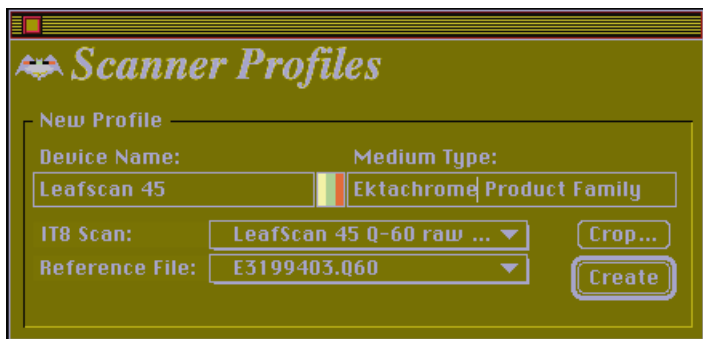 Scanner Profiles
New Profile
Device Name: Medium Type:
Leafscan 45 Ektachrome Product Family
IT8 Scan: LeafScan 45 Q-60 raw ... Crop...
Reference File: E3199403.Q60 Create